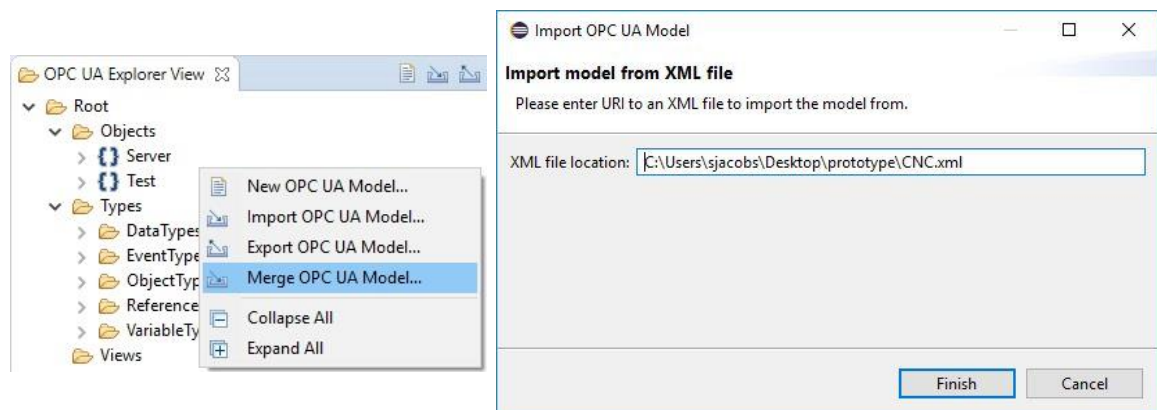 OPC UA Explorer View
Root
Objects
Server
Test
Types
DataTypes
EventType
ObjectTyp
Reference
VariableTy
Views
New OPC UA Model...
Import OPC UA Model...
Export OPC UA Model...
Merge OPC UA Model...
Collapse All
Expand All
Import OPC UA Model
Import model from XML file
Please enter URI to an XML file to import the model from.
XML file location: C:\Users\sjacobs\Desktop\prototype\CNC.xml
Finish Cancel